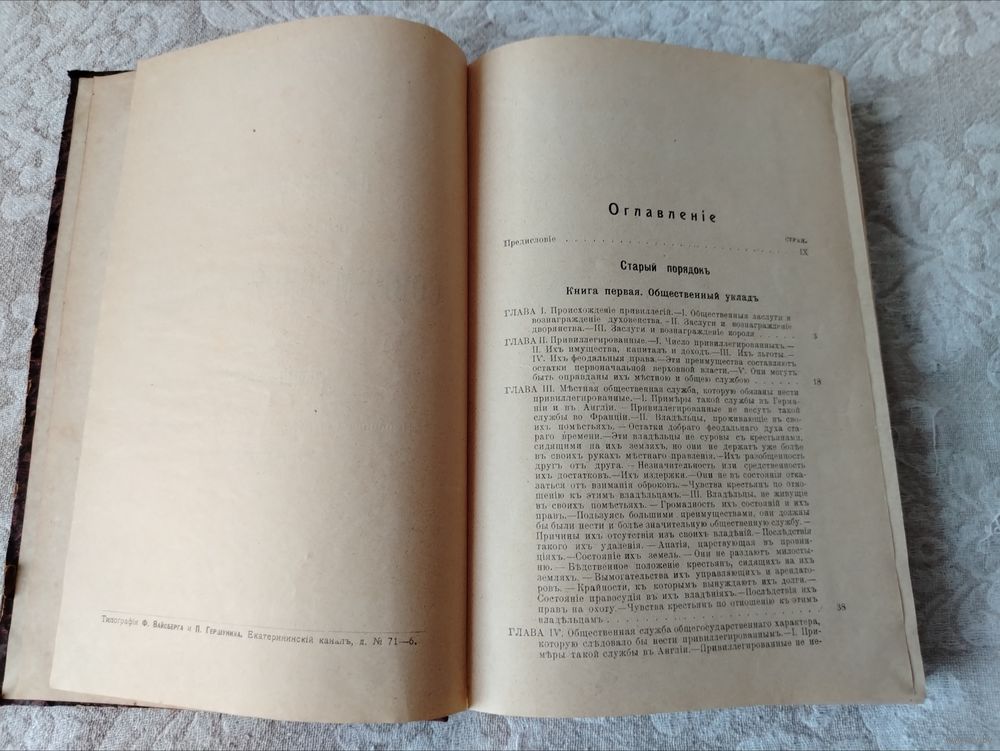 Типографія Ф. Вайсберга и П. Гершунина. Екатерининскій каналъ, д. № 71—6.
Оглавленіе
стран.
Предисловіе . . . . . . . . . . . . . . . . . . . . IX
Старый порядокъ
Книга первая. Общественный укладъ
ГЛАВА I. Происхожденіе привиллегій.—I. Общественныя заслуги и
вознагражденіе духовенства. -II. Заслуги и вознагражденіе
дворянства.—III. Заслуги и вознагражденіе короля . . . . . 3
ГЛАВА II. Привиллегированные.—I. Число привиллегированныхъ.—
II. Ихъ имущества, капиталъ и доходъ.—III. Ихъ льготы.—
IV. Ихъ феодальныя права.—Эти преимущества составляютъ
остатки первоначальной верховной власти.—V. Они могутъ
быть оправданы ихъ мѣстною и общею службою . . . . . . 18
ГЛАВА III. Мѣстная общественная служба, которую обязаны нести
привиллегированные.—I. Примѣры такой службы въ Герма-
ніи и въ Англіи. — Привиллегированные не несутъ такой
службы во Франціи.—II. Владѣльцы, проживающіе въ сво-
ихъ помѣстьяхъ. — Остатки добраго феодальнаго духа ста-
раго времени.—Эти владѣльцы не суровы съ крестьянами,
сидящими на ихъ земляхъ, но они не держатъ уже болѣе
въ своихъ рукахъ мѣстнаго правленія.—Ихъ разобщенность
другъ отъ друга. — Незначительность или средственность
ихъ достатковъ.—Ихъ издержки.—Они не въ состояніи отка-
заться отъ взиманія оброковъ.—Чувства крестьянъ по отно-
шенію къ этимъ владѣльцамъ.—III. Владѣльцы, не живущіе
въ своихъ помѣстьяхъ. — Громадность ихъ состояній и ихъ
правъ.—Пользуясь большими преимуществами, они должны
бы были нести и болѣе значительную общественную службу. —
Причины ихъ отсутствія изъ своихъ владѣній.—Послѣдствія
такого ихъ удаленія. — Апатія, царствующая въ провин-
ціяхъ.—Состояніе ихъ земель.—Они не раздаютъ милосты-
ню. — Бѣдственное положеніе крестьянъ, сидящихъ на ихъ
земляхъ. — Вымогательства ихъ управляющихъ и арендато-
ровъ. — Крайности, къ которымъ вынуждаютъ ихъ долги.—
Состояніе правосудія въ ихъ владѣніяхъ.—Послѣдствія ихъ
правъ на охоту.—Чувства крестьянъ по отношенію къ этимъ
владѣльцамъ . . . . . . . . . . . . . . . . . . 38
ГЛАВА IV. Общественная служба общегосударственнаго характера,
которую слѣдовало бы нести привиллегированнымъ.—I. При-
мѣры такой службы въ Англіи.—Привиллегированные не не-